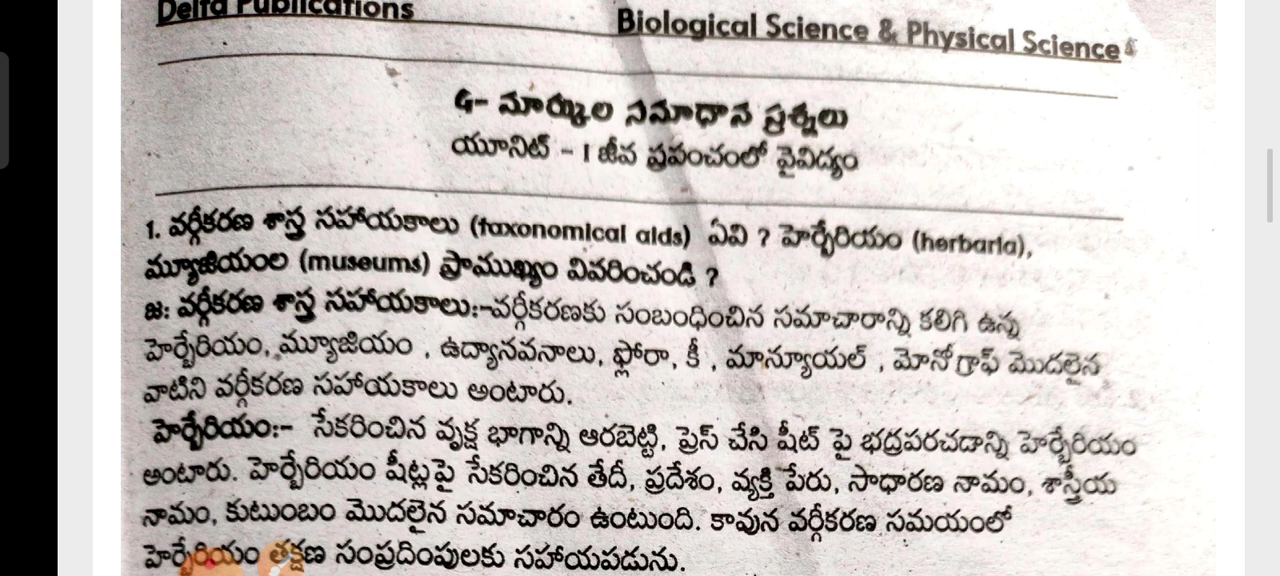 Delta Publications
Biological Science & Physical Science
4- మార్కుల సమాధాన ప్రశ్నలు
యూనిట్ - I జీవ ప్రపంచంలో వైవిద్యం
1. వర్గీకరణ శాస్త్ర సహాయకాలు (taxonomical aids) ఏవి ? హెర్బేరియం (herbaria),
మ్యూజియంల (museums) ప్రాముఖ్యం వివరించండి ?
జ: వర్గీకరణ శాస్త్ర సహాయకాలు:-వర్గీకరణకు సంబంధించిన సమాచారాన్ని కలిగి ఉన్న
హెర్బేరియం, మ్యూజియం , ఉద్యానవనాలు, ఫ్లోరా, కీ , మాన్యూయల్ , మోనోగ్రాఫ్ మొదలైన
వాటిని వర్గీకరణ సహాయకాలు అంటారు.
హెర్బేరియం:- సేకరించిన వృక్ష భాగాన్ని ఆరబెట్టి, ప్రెస్ చేసి షీట్ పై భద్రపరచడాన్ని హెర్బేరియం
అంటారు. హెర్బేరియం షీట్లపై సేకరించిన తేదీ, ప్రదేశం, వ్యక్తి పేరు, సాధారణ నామం, శాస్త్రీయ
నామం, కుటుంబం మొదలైన సమాచారం ఉంటుంది. కావున వర్గీకరణ సమయంలో
హెర్బేరియం తక్షణ సంప్రదింపులకు సహాయపడును.